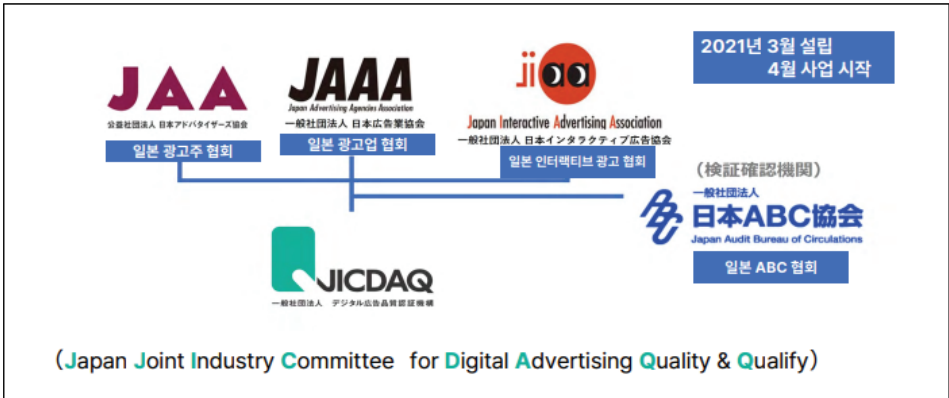 2021년 3월 설립
4월 사업 시작
JAA
公益社団法人 日本アドバタイザーズ協会
일본 광고주 협회
JAAA
Japan Advertising Agencies Association
一般社団法人 日本広告業協会
일본 광고업 협회
jiaa
Japan Interactive Advertising Association
一般社団法人 日本インタラクティブ広告協会
일본 인터랙티브 광고 협회
(検証確認機関)
ABC
一般社団法人
日本ABC協会
Japan Audit Bureau of Circulations
일본 ABC 협회
JICDAQ
一般社団法人 デジタル広告品質認証機構
(Japan Joint Industry Committee for Digital Advertising Quality & Qualify)